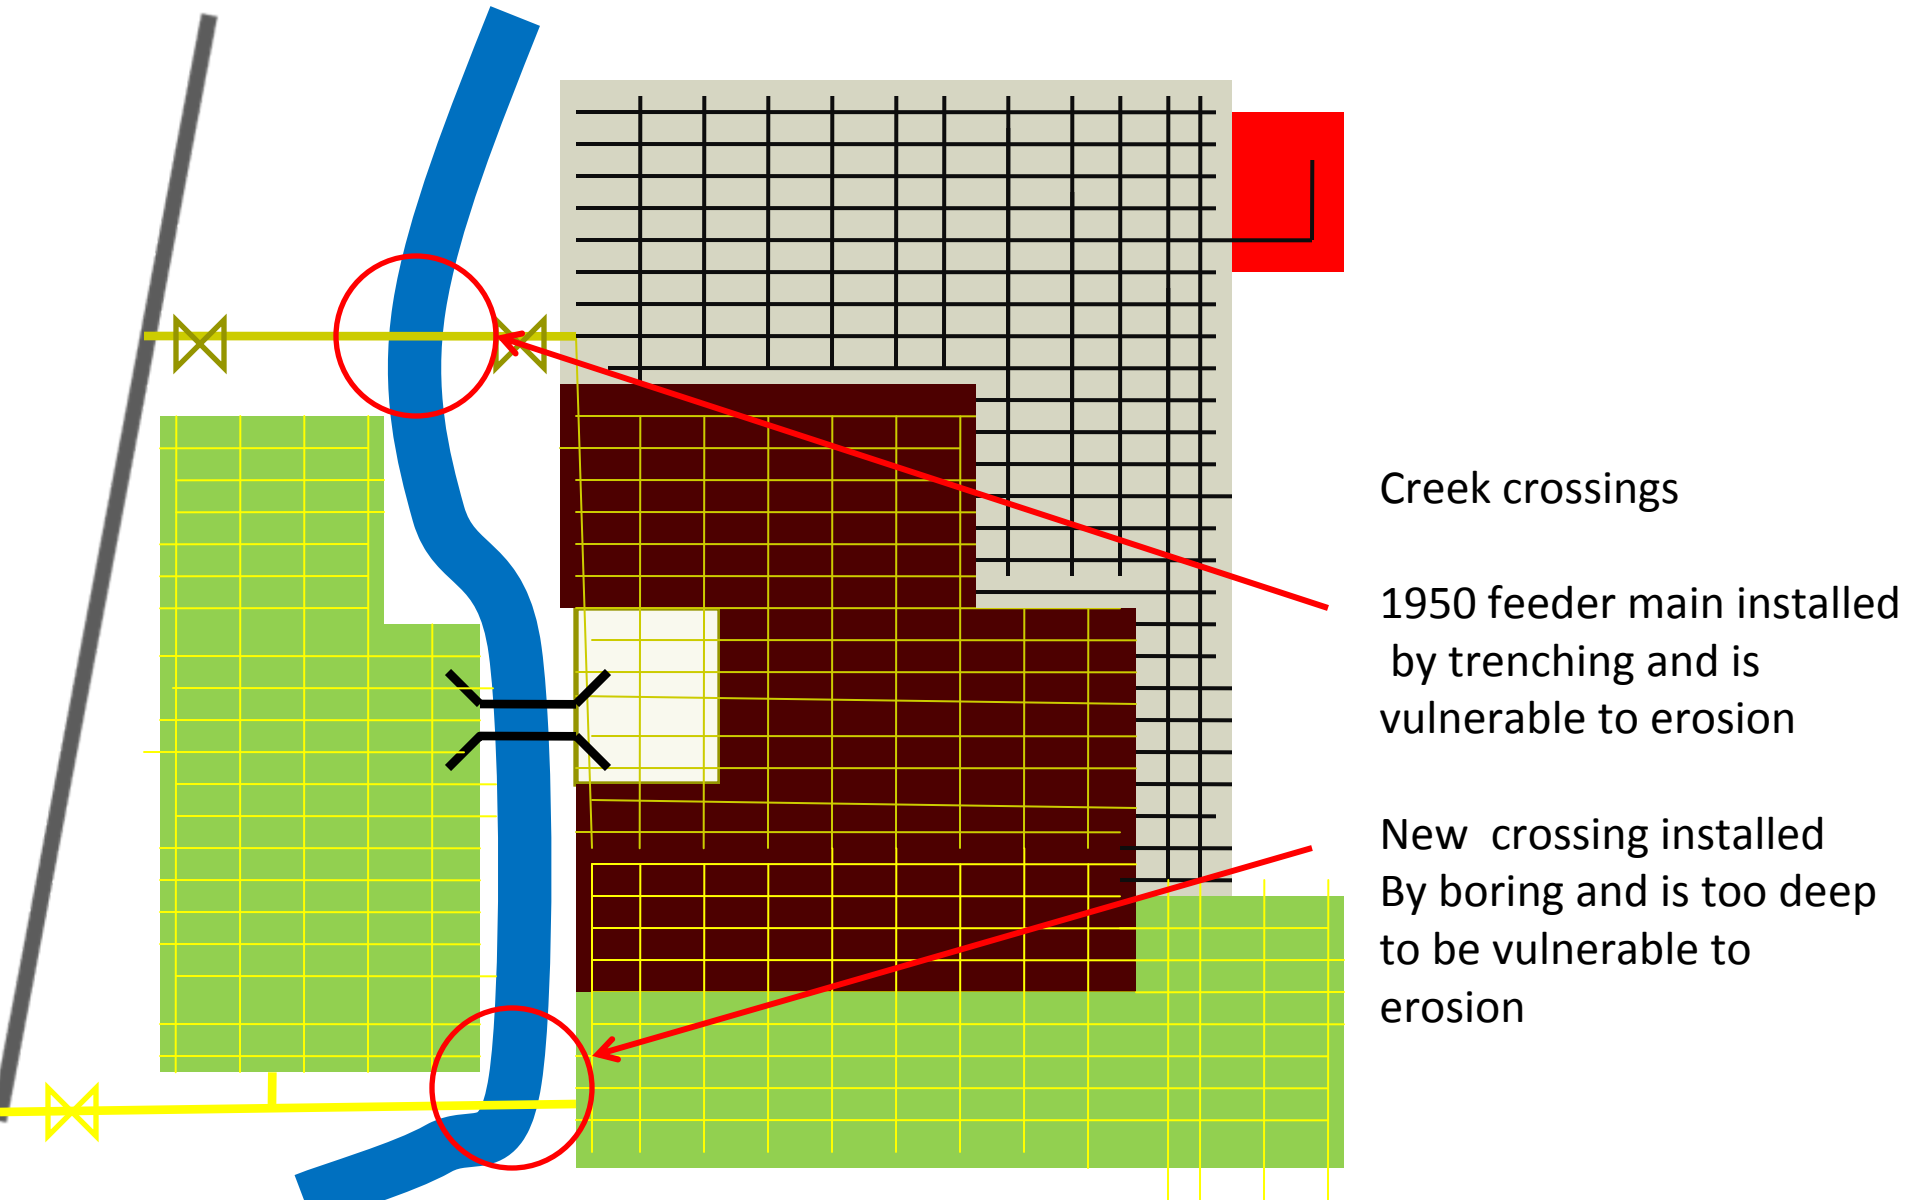 Creek crossings
1950 feeder main installed
by trenching and is
vulnerable to erosion
New  crossing installed
By boring and is too deep
to be vulnerable to
erosion